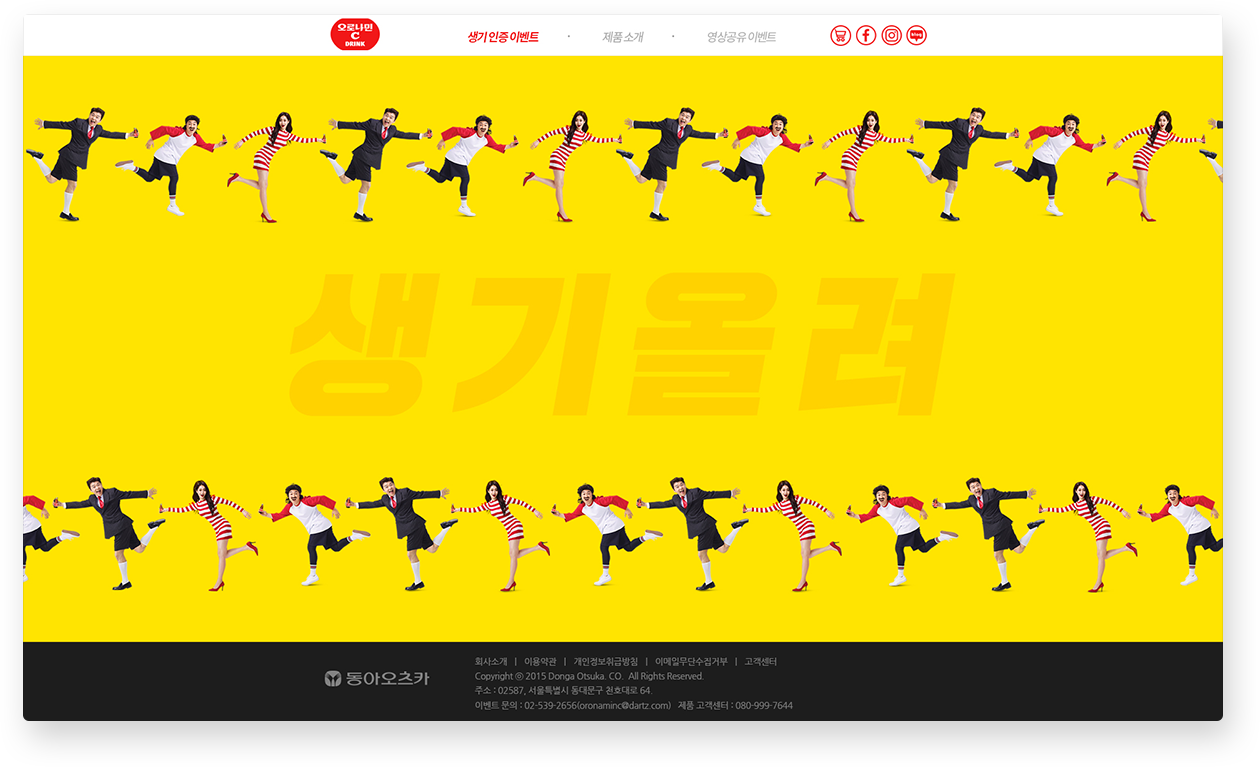 오로나민
C
DRINK
생기 인증 이벤트 · 제품 소개 · 영상공유 이벤트
blog
생기올려
동아오츠카
회사소개 | 이용약관 | 개인정보취급방침 | 이메일무단수집거부 | 고객센터
Copyright ⓒ 2015 Donga Otsuka. CO. All Rights Reserved.
주소 : 02587, 서울특별시 동대문구 천호대로 64.
이벤트 문의 : 02-539-2656(oronaminc@dartz.com) 제품 고객센터 : 080-999-7644